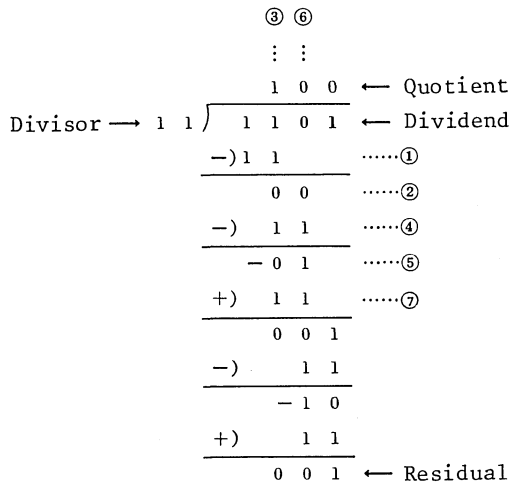 ③ ⑥
⋮ ⋮
1 0 0 ← Quotient
Divisor → 1 1 ) 1 1 0 1 ← Dividend
−) 1 1 ……①
0 0 ……②
−) 1 1 ……④
− 0 1 ……⑤
+) 1 1 ……⑦
0 0 1
−) 1 1
− 1 0
+) 1 1
0 0 1 ← Residual